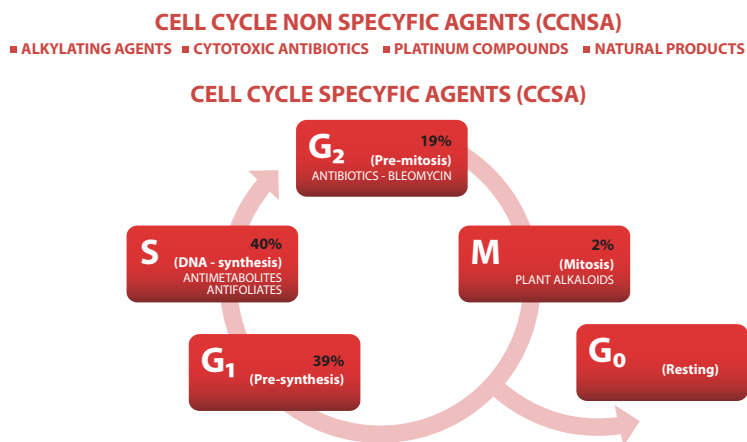 CELL CYCLE NON SPECYFIC AGENTS (CCNSA)
■ ALKYLATING AGENTS ■ CYTOTOXIC ANTIBIOTICS ■ PLATINUM COMPOUNDS ■ NATURAL PRODUCTS
CELL CYCLE SPECYFIC AGENTS (CCSA)
G₂ 19%
(Pre-mitosis)
ANTIBIOTICS - BLEOMYCIN
S 40%
(DNA - synthesis)
ANTIMETABOLITES
ANTIFOLIATES
M 2%
(Mitosis)
PLANT ALKALOIDS
G₁ 39%
(Pre-synthesis)
G₀
(Resting)